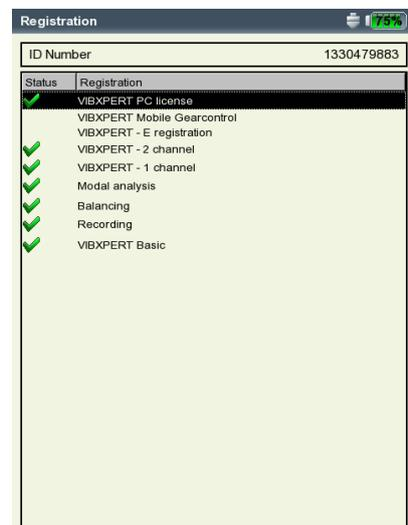 Registration 75%
ID Number 1330479883
Status Registration
VIBXPERT PC license
VIBXPERT Mobile Gearcontrol
VIBXPERT - E registration
VIBXPERT - 2 channel
VIBXPERT - 1 channel
Modal analysis
Balancing
Recording
VIBXPERT Basic